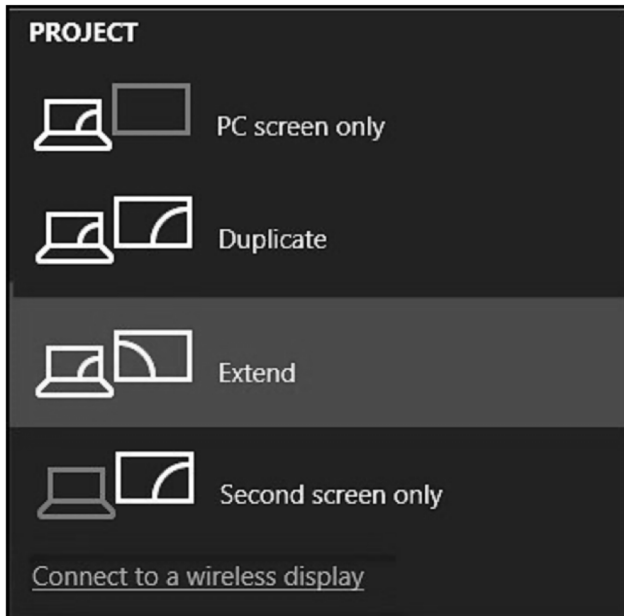 PROJECT
PC screen only
Duplicate
Extend
Second screen only
Connect to a wireless display